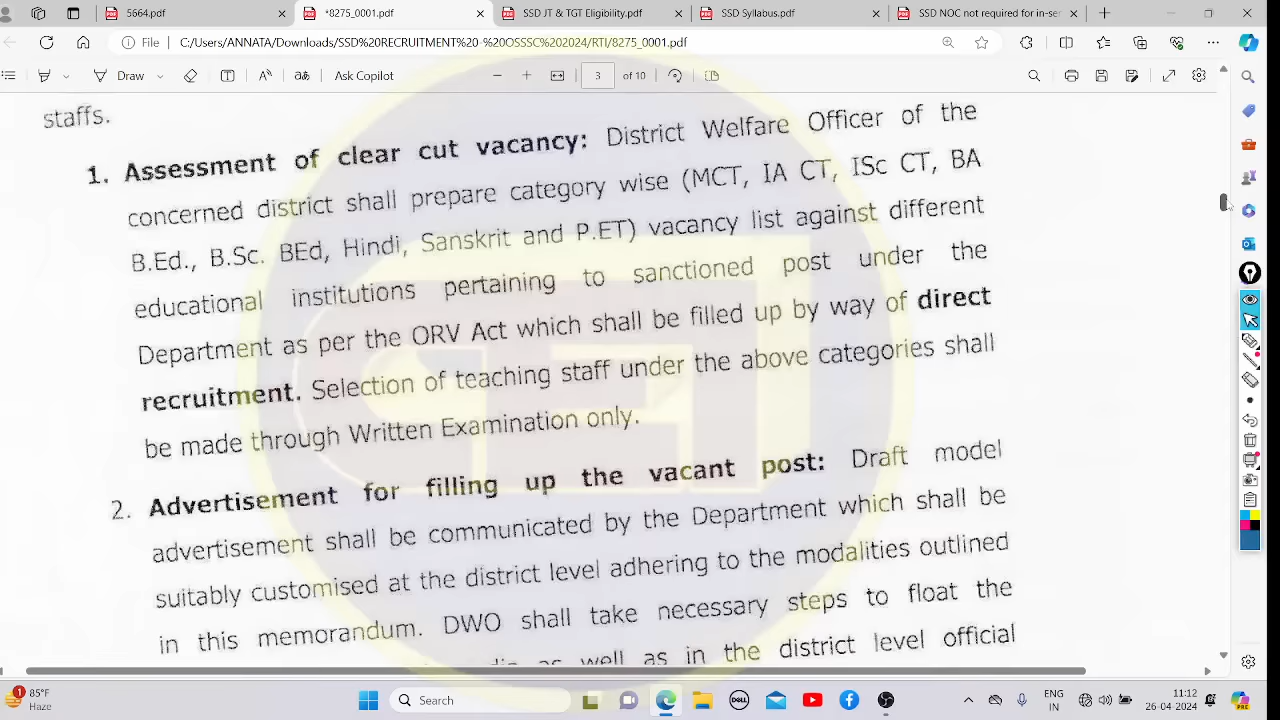 5664.pdf
*8275_0001.pdf
SSD JT & TGT Eligibility.pdf
SSD Syllabus.pdf
SSD NOC not required for in-ser
File
C:/Users/ANNATA/Downloads/SSD%20RECRUITMENT%20-%20OSSSC%202024/RTI/8275_0001.pdf
Draw
Ask Copilot
3 of 10
staffs.
1. Assessment of clear cut vacancy: District Welfare Officer of the
concerned district shall prepare category wise (MCT, IA CT, ISc CT, BA
B.Ed., B.Sc. BEd, Hindi, Sanskrit and P.ET) vacancy list against different
educational institutions pertaining to sanctioned post under the
Department as per the ORV Act which shall be filled up by way of direct
recruitment. Selection of teaching staff under the above categories shall
be made through Written Examination only.
2. Advertisement for filling up the vacant post: Draft model
advertisement shall be communicated by the Department which shall be
suitably customised at the district level adhering to the modalities outlined
in this memorandum. DWO shall take necessary steps to float the
as well as in the district level official
85°F
Haze
Search
ENG
IN
11:12
26-04-2024